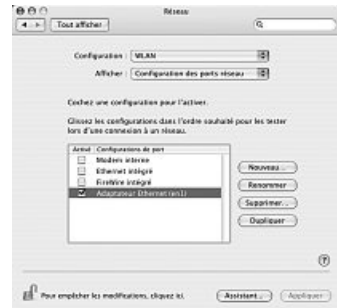 Réseau
Tout afficher
Configuration : WLAN
Afficher : Configuration des ports réseau
Cochez une configuration pour l'activer.
Glissez les configurations dans l'ordre souhaité pour les tester
lors d'une connexion à un réseau.
Activé Configurations de port
Modem interne
Ethernet intégré
FireWire intégré
Adaptateur Ethernet (en1)
Nouveau...
Renommer
Supprimer...
Dupliquer
?
Pour empêcher les modifications, cliquez ici.
Assistant...
Appliquer